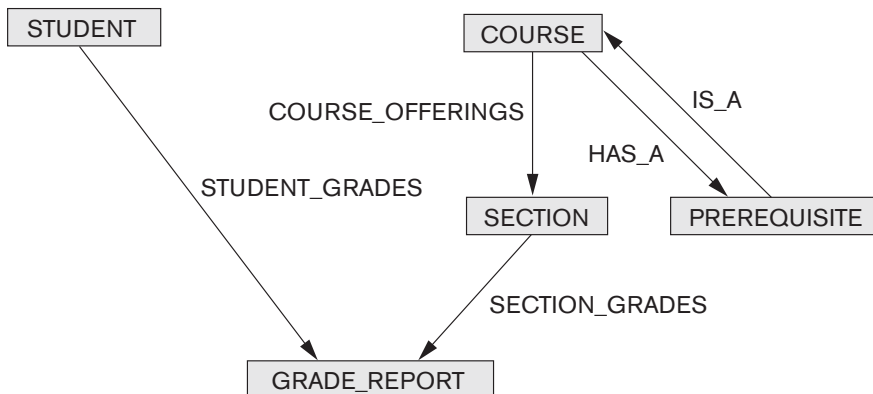 STUDENT
COURSE
IS_A
COURSE_OFFERINGS
HAS_A
STUDENT_GRADES
SECTION
PREREQUISITE
SECTION_GRADES
GRADE_REPORT